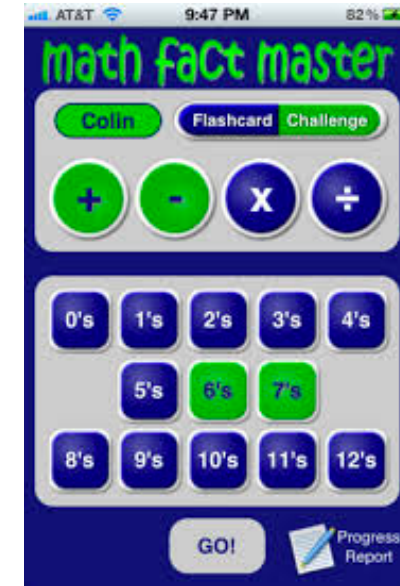 AT&T 9:47 PM 82%
math fact master
Colin Flashcard Challenge
+ - x ÷
0's 1's 2's 3's 4's
5's 6's 7's
8's 9's 10's 11's 12's
GO! Progress
Report